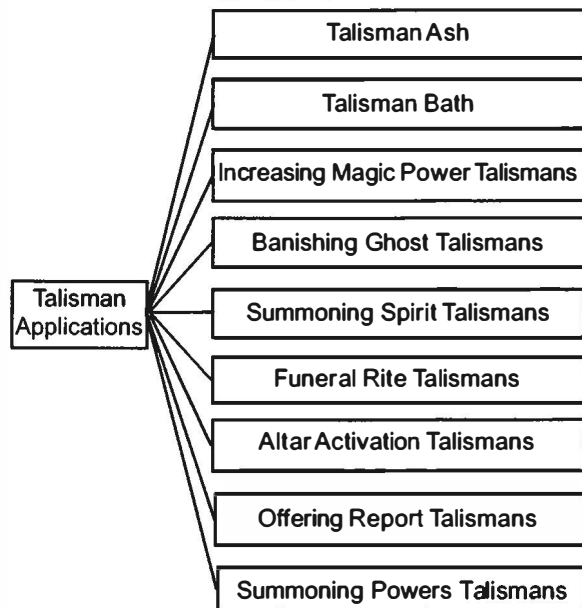 Talisman Ash
Talisman Bath
Increasing Magic Power Talismans
Banishing Ghost Talismans
Talisman
Applications
Summoning Spirit Talismans
Funeral Rite Talismans
Altar Activation Talismans
Offering Report Talismans
Summoning Powers Talismans